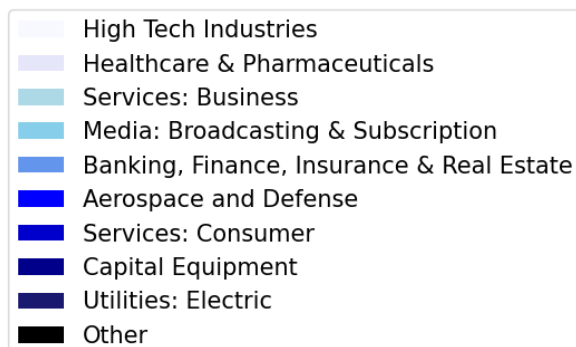 High Tech Industries
Healthcare & Pharmaceuticals
Services: Business
Media: Broadcasting & Subscription
Banking, Finance, Insurance & Real Estate
Aerospace and Defense
Services: Consumer
Capital Equipment
Utilities: Electric
Other